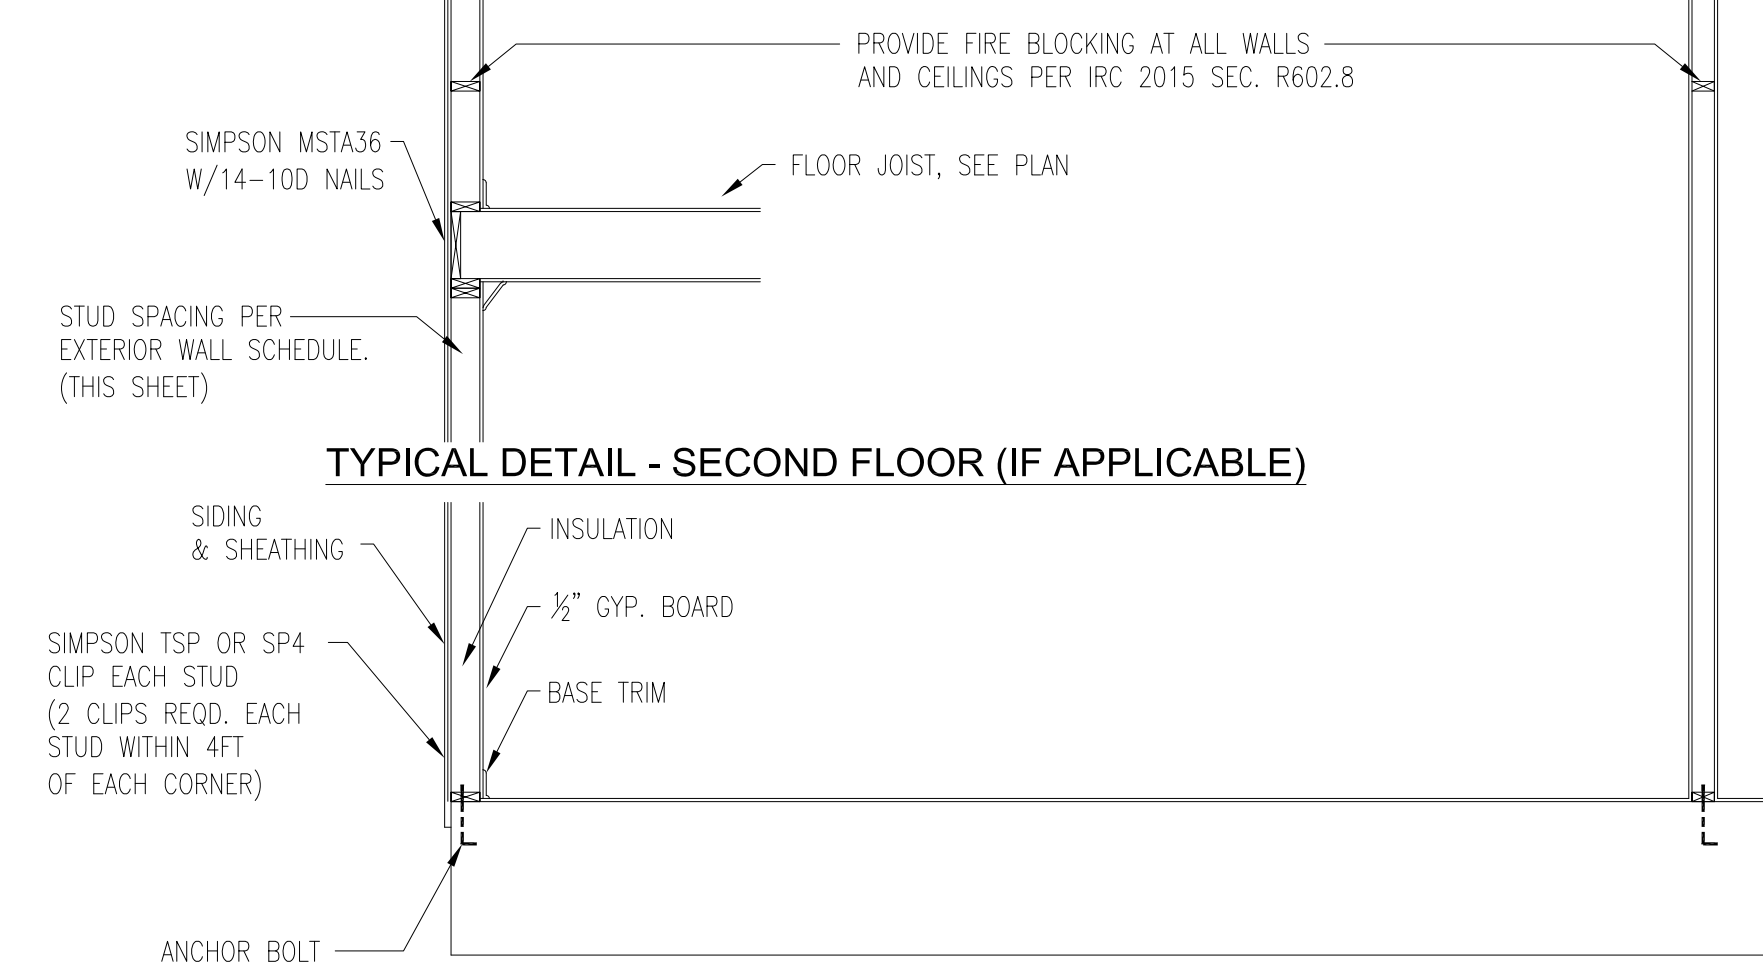 PROVIDE FIRE BLOCKING AT ALL WALLS
AND CEILINGS PER IRC 2015 SEC. R602.8
SIMPSON MSTA36
W/14-10D NAILS
FLOOR JOIST, SEE PLAN
STUD SPACING PER
EXTERIOR WALL SCHEDULE.
(THIS SHEET)
TYPICAL DETAIL - SECOND FLOOR (IF APPLICABLE)
SIDING
& SHEATHING
INSULATION
½" GYP. BOARD
SIMPSON TSP OR SP4
CLIP EACH STUD
(2 CLIPS REQD. EACH
STUD WITHIN 4FT
OF EACH CORNER)
BASE TRIM
ANCHOR BOLT